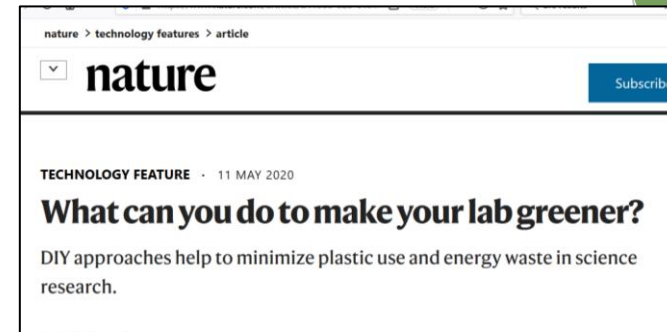 nature > technology features > article
nature
Subscribe
TECHNOLOGY FEATURE · 11 MAY 2020
What can you do to make your lab greener?
DIY approaches help to minimize plastic use and energy waste in science
research.